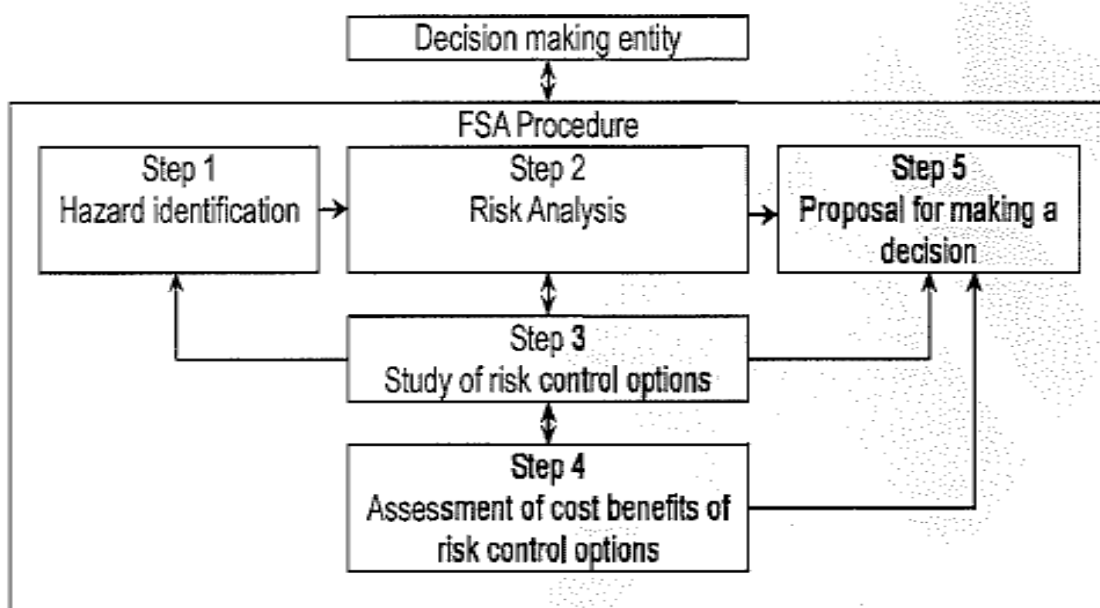 Decision making entity
FSA Procedure
Step 1
Hazard identification
Step 2
Risk Analysis
Step 5
Proposal for making a
decision
Step 3
Study of risk control options
Step 4
Assessment of cost benefits of
risk control options